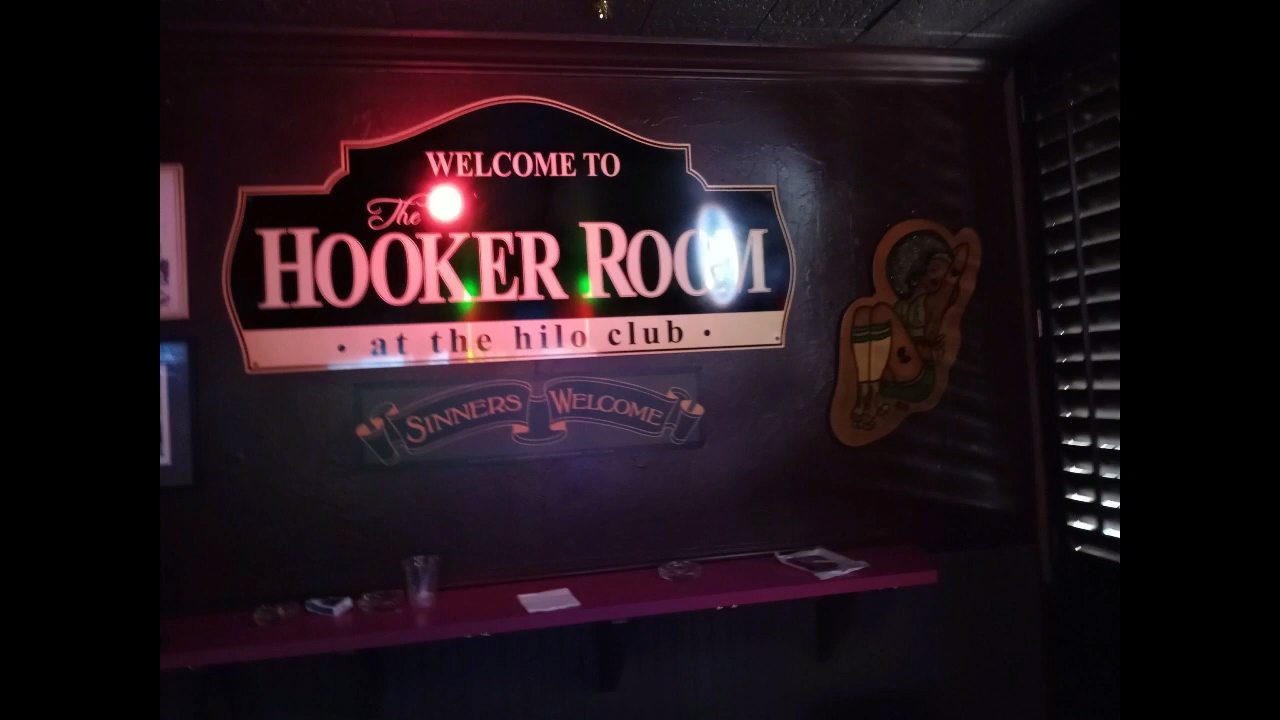 WELCOME TO
The
HOOKER ROOM
• at the hilo club •
SINNERS WELCOME